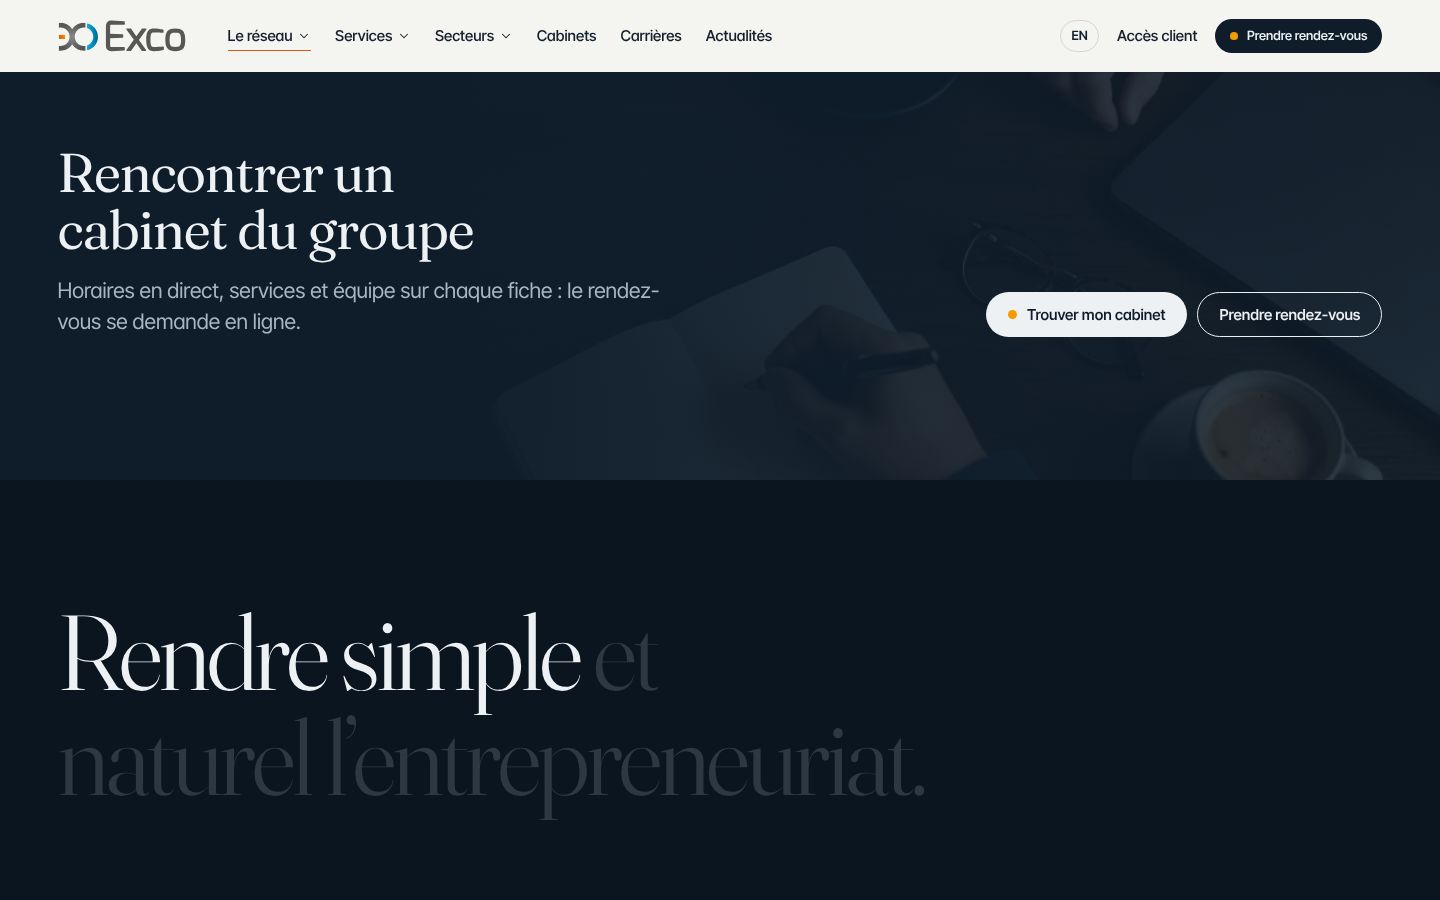 Exco
Le réseau
Services
Secteurs
Cabinets
Carrières
Actualités
EN
Accès client
Prendre rendez-vous
Rencontrer un
cabinet du groupe
Horaires en direct, services et équipe sur chaque fiche : le rendez-
vous se demande en ligne.
Trouver mon cabinet
Prendre rendez-vous
Rendre simple et
naturel l’entrepreneuriat.